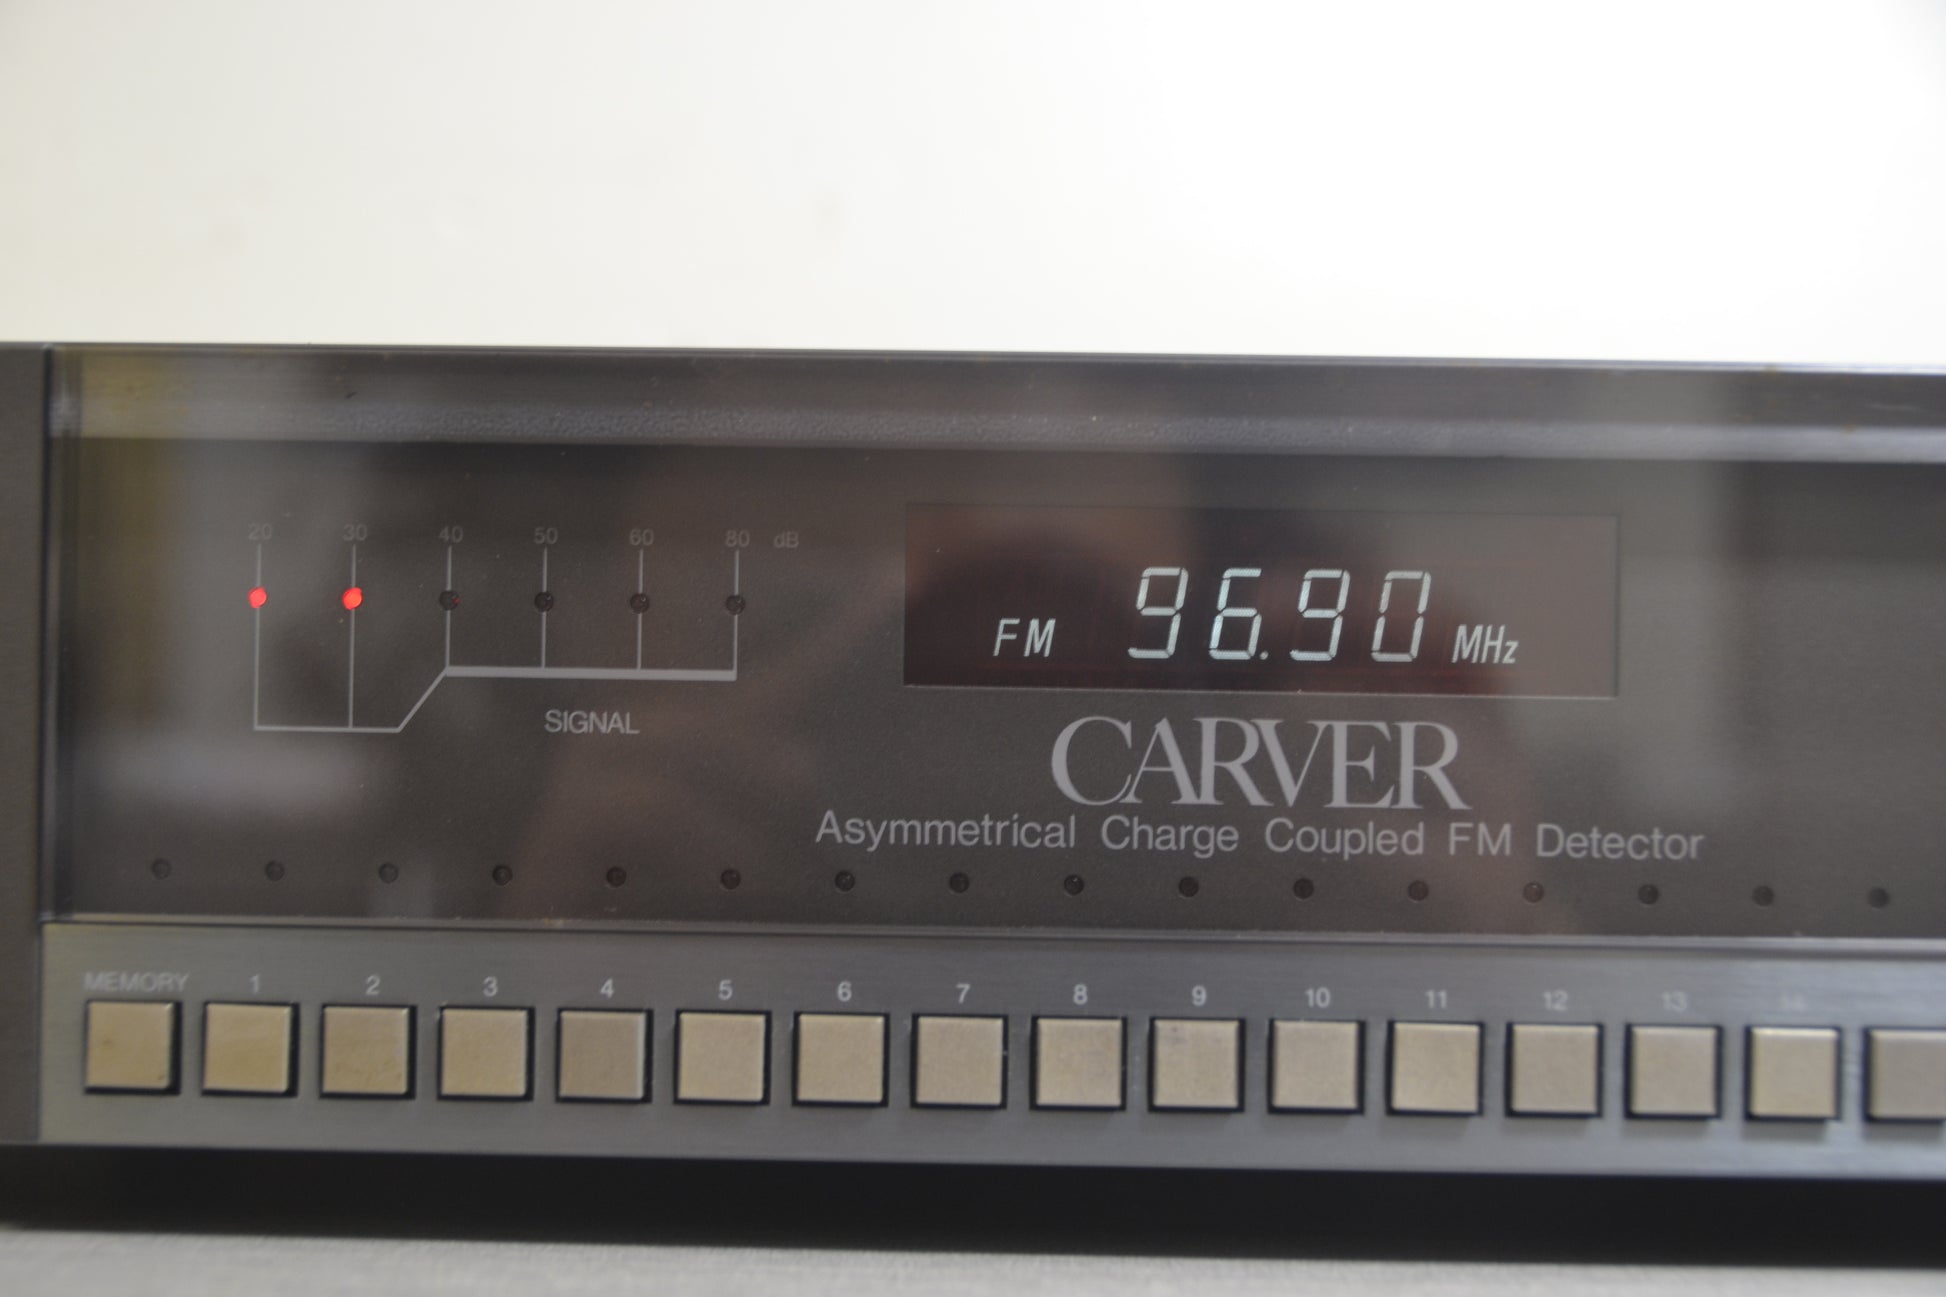 20 30 40 50 60 80 dB
FM 96.90 MHz
SIGNAL
CARVER
Asymmetrical Charge Coupled FM Detector
MEMORY 1 2 3 4 5 6 7 8 9 10 11 12 13 14